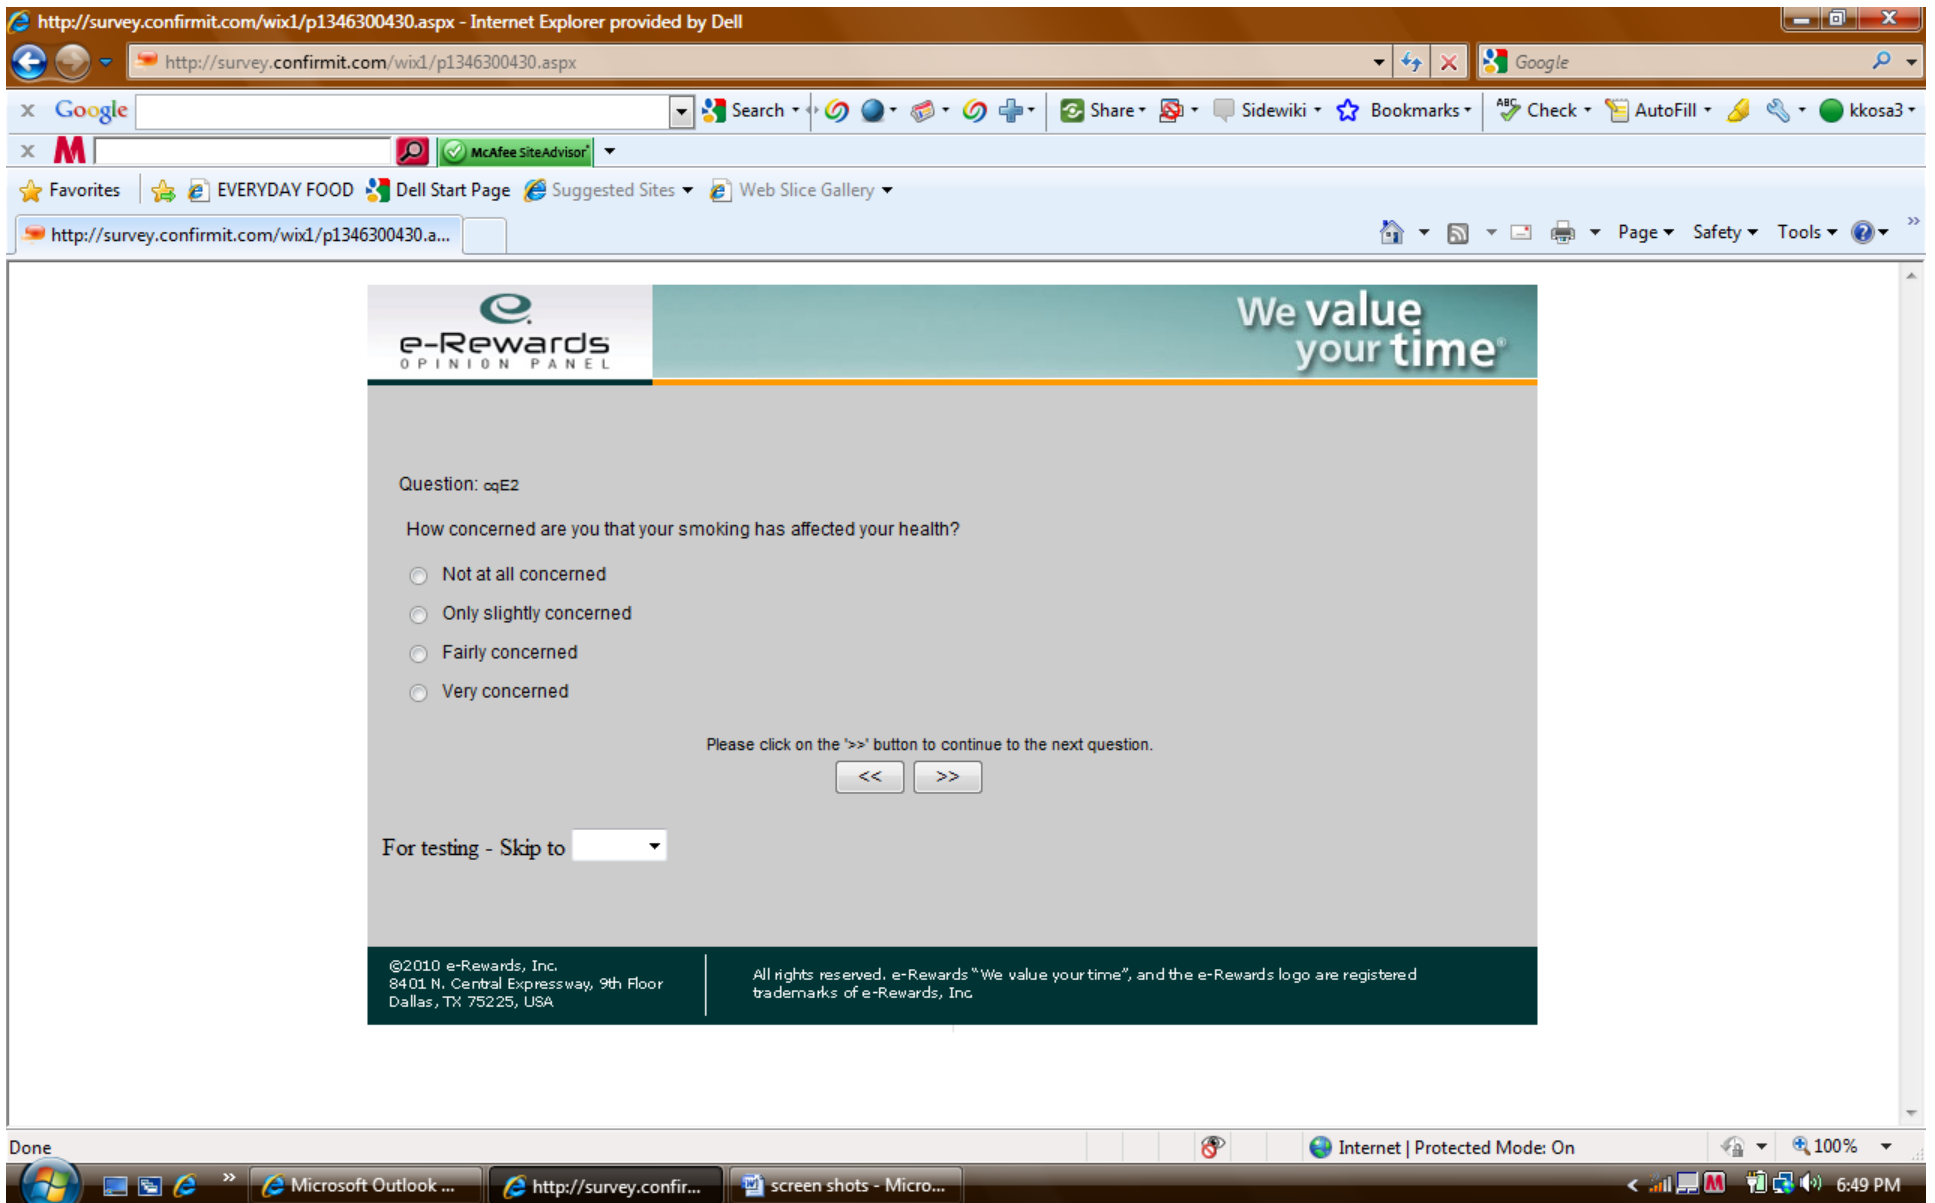 http://survey.confirmit.com/wix1/p1346300430.aspx - Internet Explorer provided by Dell
http://survey.confirmit.com/wix1/p1346300430.aspx
Google
x Google Search Share Sidewiki Bookmarks Check AutoFill kkosa3
x M McAfee SiteAdvisor
Favorites EVERYDAY FOOD Dell Start Page Suggested Sites Web Slice Gallery
http://survey.confirmit.com/wix1/p1346300430.a... Page Safety Tools
e-Rewards
OPINION PANEL
We value
your time®
Question: cqE2
How concerned are you that your smoking has affected your health?
Not at all concerned
Only slightly concerned
Fairly concerned
Very concerned
Please click on the '>>' button to continue to the next question.
<< >>
For testing - Skip to
©2010 e-Rewards, Inc.
8401 N. Central Expressway, 9th Floor
Dallas, TX 75225, USA
All rights reserved. e-Rewards "We value your time", and the e-Rewards logo are registered
trademarks of e-Rewards, Inc
Done Internet | Protected Mode: On 100%
Microsoft Outlook ... http://survey.confir... screen shots - Micro... 6:49 PM